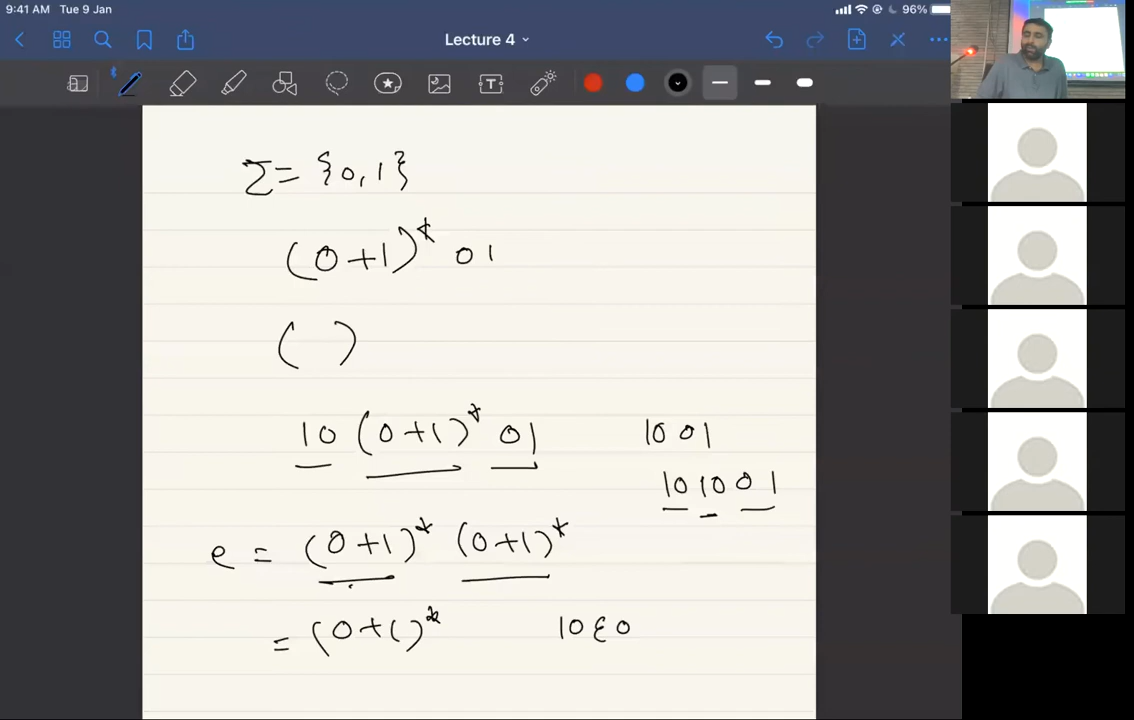 9:41 AM Tue 9 Jan
96%
Lecture 4
Σ = {0,1}
(0+1)* 01
( )
10 (0+1)* 01
1001
101001
e = (0+1)* (0+1)*
= (0+1)*
10ε0